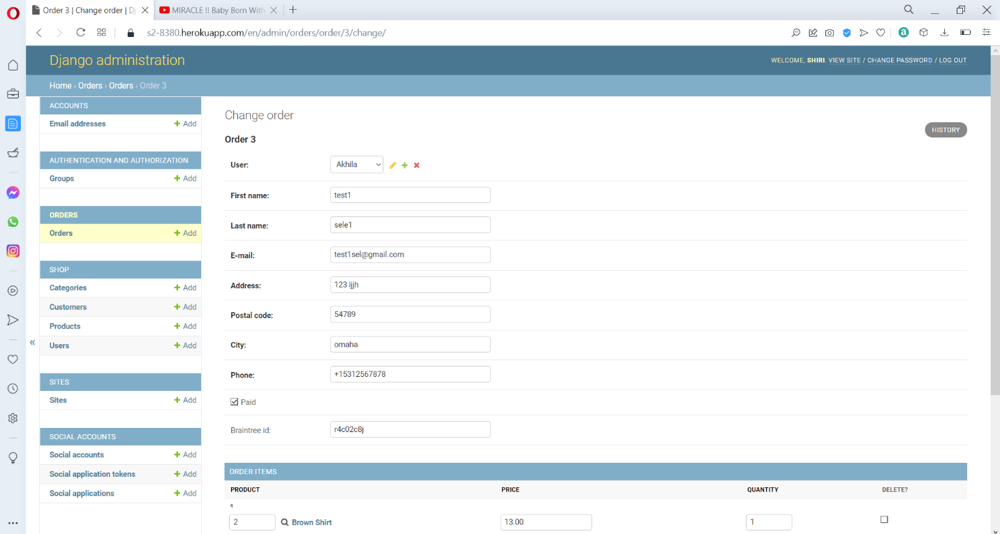 Order 3 | Change order | Dj
MIRACLE !! Baby Born With
s2-8380.herokuapp.com/en/admin/orders/order/3/change/
Django administration
WELCOME, SHIRI. VIEW SITE / CHANGE PASSWORD / LOG OUT
Home › Orders › Orders › Order 3
ACCOUNTS
Email addresses + Add
AUTHENTICATION AND AUTHORIZATION
Groups + Add
ORDERS
Orders + Add
SHOP
Categories + Add
Customers + Add
Products + Add
Users + Add
«
SITES
Sites + Add
SOCIAL ACCOUNTS
Social accounts + Add
Social application tokens + Add
Social applications + Add
Change order
HISTORY
Order 3
User: Akhila
First name: test1
Last name: sele1
E-mail: test1sel@gmail.com
Address: 123 ijjh
Postal code: 54789
City: omaha
Phone: +15312567878
Paid
Braintree id: r4c02c8j
ORDER ITEMS
PRODUCT PRICE QUANTITY DELETE?
4
2 Brown Shirt 13.00 1